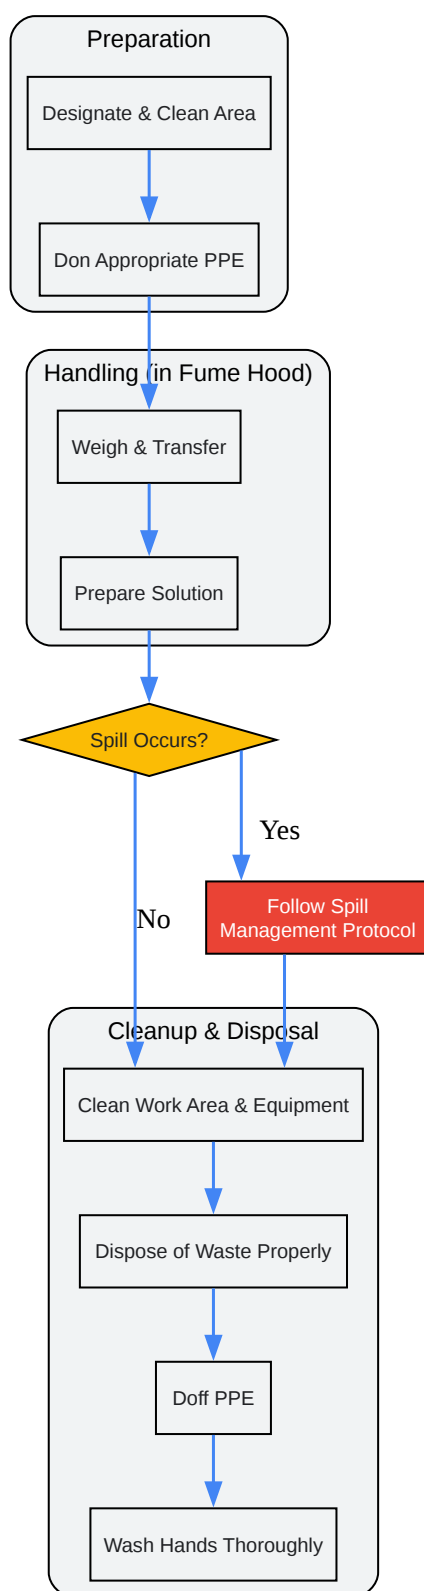 Preparation
Designate & Clean Area
Don Appropriate PPE
Handling (in Fume Hood)
Weigh & Transfer
Prepare Solution
Spill Occurs?
Yes
Follow Spill
Management Protocol
No
Cleanup & Disposal
Clean Work Area & Equipment
Dispose of Waste Properly
Doff PPE
Wash Hands Thoroughly